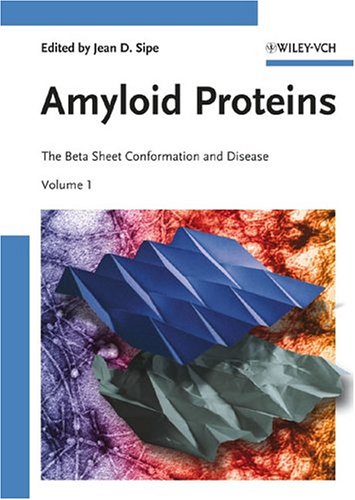 Edited by Jean D. Sipe
WILEY-VCH
Amyloid Proteins
The Beta Sheet Conformation and Disease
Volume 1